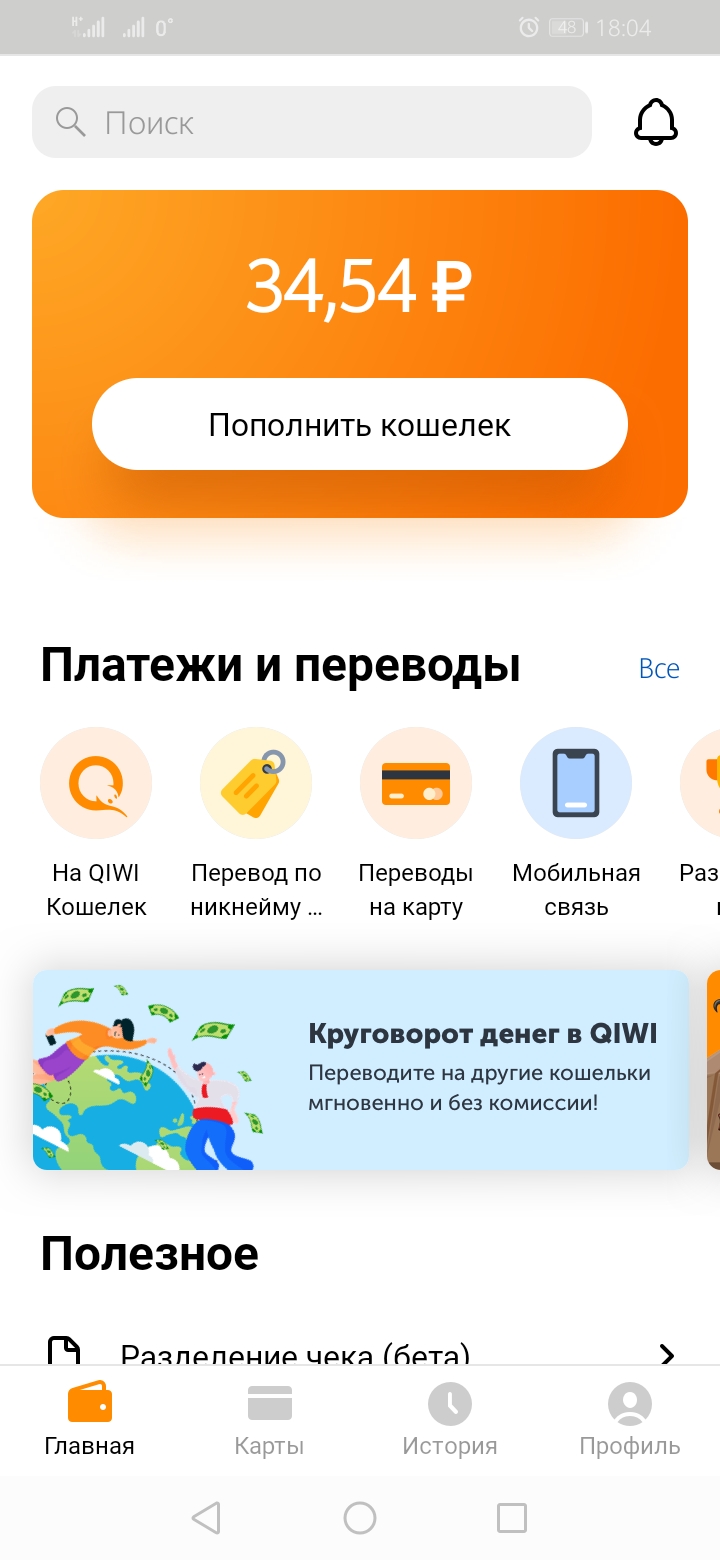 H+ 0° 48 18:04
Поиск
34,54 ₽
Пополнить кошелек
Платежи и переводы Все
На QIWI
Кошелек
Перевод по
никнейму ...
Переводы
на карту
Мобильная
связь
Раз
Круговорот денег в QIWI
Переводите на другие кошельки
мгновенно и без комиссии!
Полезное
Разделение чека (бета)
Главная Карты История Профиль